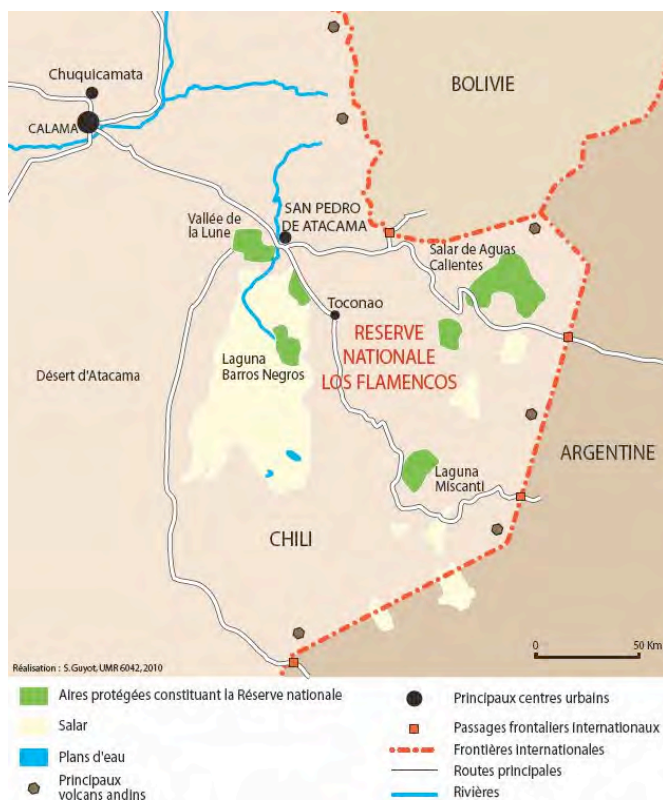 BOLIVIE
Chuquicamata
CALAMA
SAN PEDRO
DE ATACAMA
Vallée de
la Lune
Salar de Aguas
Calientes
Toconao
RESERVE
NATIONALE
LOS FLAMENCOS
Laguna
Barros Negros
Désert d'Atacama
ARGENTINE
Laguna
Miscanti
CHILI
0 50 Km
Réalisation : S. Guyot, UMR 6042, 2010
Aires protégées constituant la Réserve nationale
Salar
Plans d'eau
Principaux
volcans andins
Principaux centres urbains
Passages frontaliers internationaux
Frontières internationales
Routes principales
Rivières